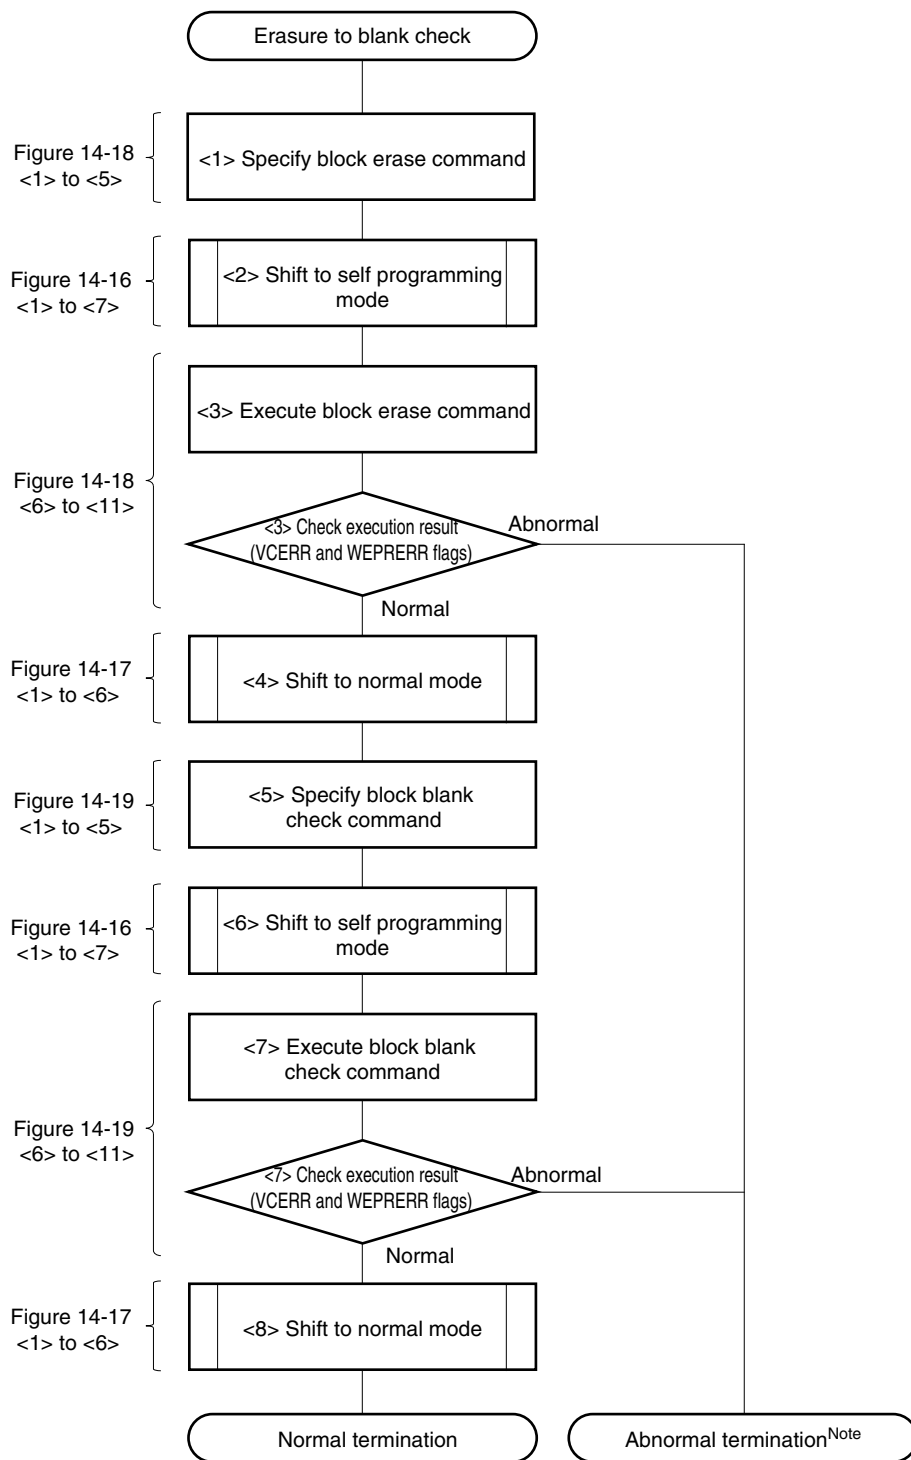 Erasure to blank check
Figure 14-18
<1> to <5>
<1> Specify block erase command
Figure 14-16
<1> to <7>
<2> Shift to self programming
mode
<3> Execute block erase command
Figure 14-18
<6> to <11>
<3> Check execution result
(VCERR and WEPRERR flags)
Abnormal
Normal
Figure 14-17
<1> to <6>
<4> Shift to normal mode
Figure 14-19
<1> to <5>
<5> Specify block blank
check command
Figure 14-16
<1> to <7>
<6> Shift to self programming
mode
<7> Execute block blank
check command
Figure 14-19
<6> to <11>
<7> Check execution result
(VCERR and WEPRERR flags)
Abnormal
Normal
Figure 14-17
<1> to <6>
<8> Shift to normal mode
Normal termination
Abnormal termination Note